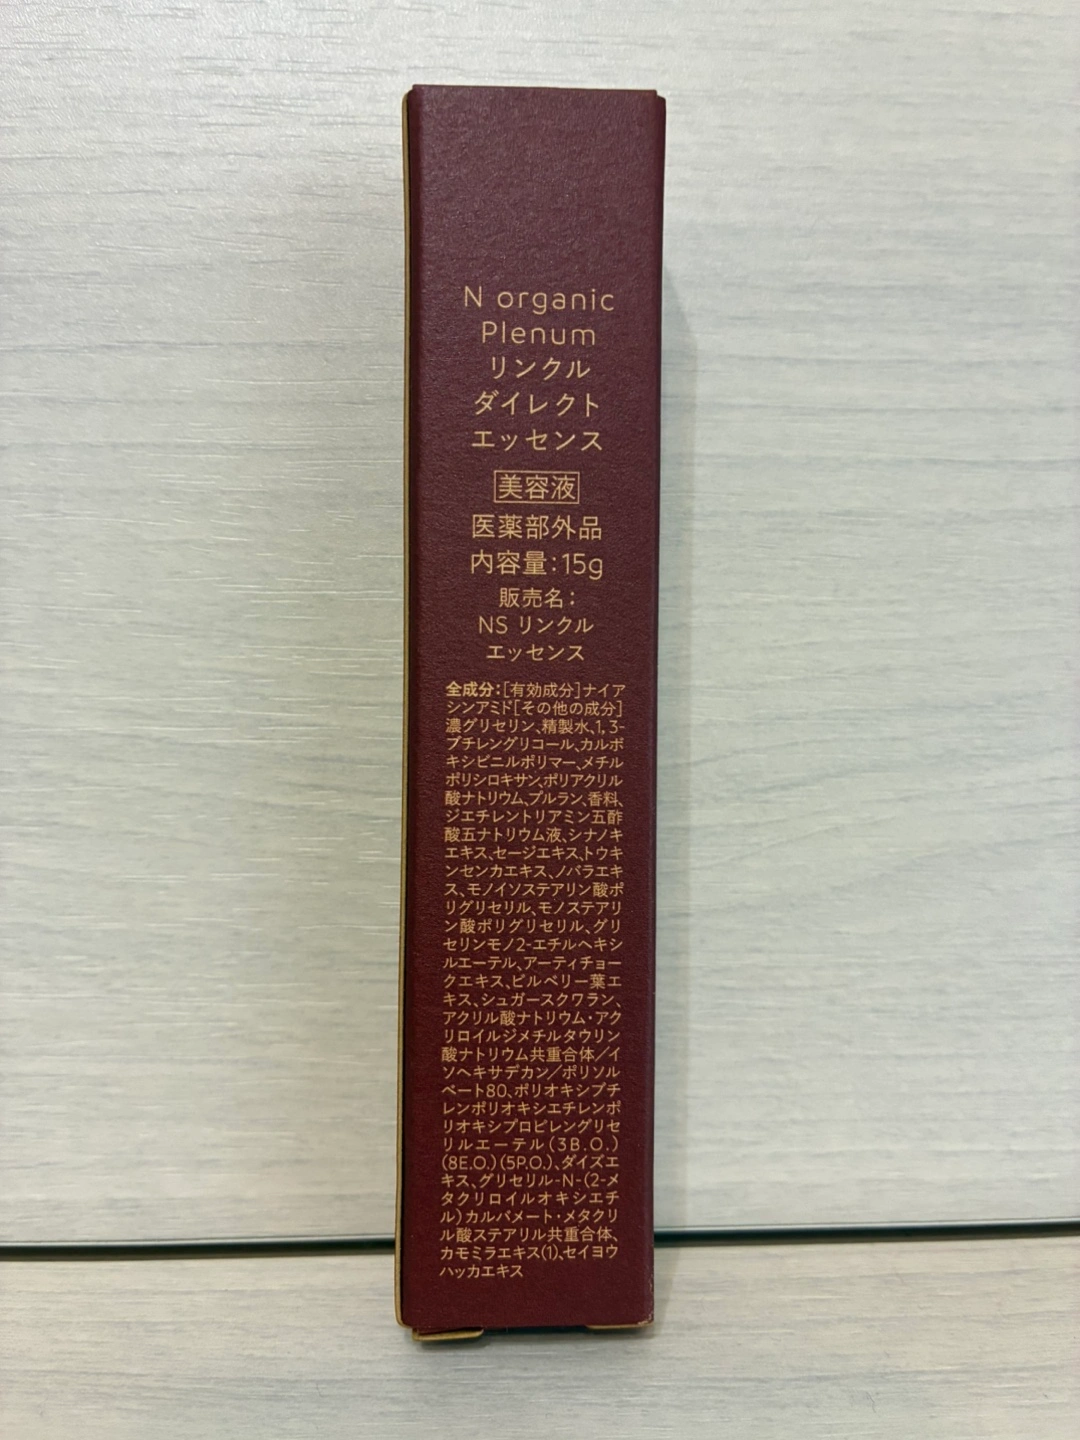 N organic
Plenum
リンクル
ダイレクト
エッセンス
美容液
医薬部外品
内容量:15g
販売名:
NS リンクル
エッセンス
全成分:[有効成分]ナイア
シンアミド[その他の成分]
濃グリセリン、精製水、1,3-
ブチレングリコール、カルボ
キシビニルポリマー、メチル
ポリシロキサン、ポリアクリル
酸ナトリウム、プルラン、香料、
ジエチレントリアミン五酢
酸五ナトリウム液、シナノキ
エキス、セージエキス、トウキ
ンセンカエキス、ノバラエキ
ス、モノイソステアリン酸ポ
リグリセリル、モノステアリ
ン酸ポリグリセリル、グリ
セリンモノ2-エチルヘキシ
ルエーテル、アーティチョー
クエキス、ビルベリー葉エ
キス、シュガースクワラン、
アクリル酸ナトリウム・アク
リロイルジメチルタウリン
酸ナトリウム共重合体/イ
ソヘキサデカン/ポリソル
ベート80、ポリオキシブチ
レンポリオキシエチレンポ
リオキシプロピレングリセ
リルエーテル(3B.O.)
(8E.O.)(5P.O.)、ダイズエ
キス、グリセリル-N-(2-メ
タクリロイルオキシエチ
ル)カルバメート・メタクリ
ル酸ステアリル共重合体、
カモミラエキス(1)、セイヨウ
ハッカエキス